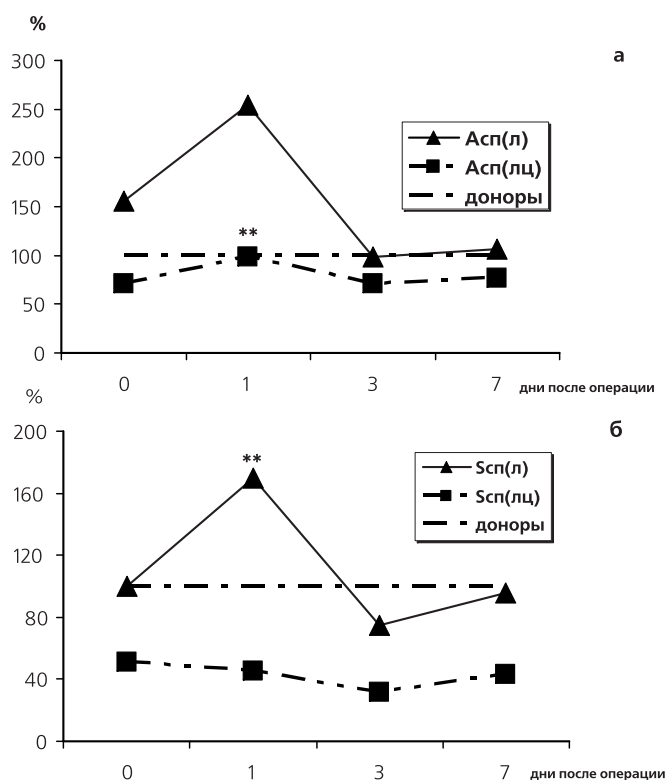 %
а
300
250
200
150
100
50
0
Асп(л)
Асп(лц)
доноры
**
0 1 3 7 дни после операции
%
б
200
160
120
80
40
0
Sсп(л)
Sсп(лц)
доноры
**
0 1 3 7 дни после операции